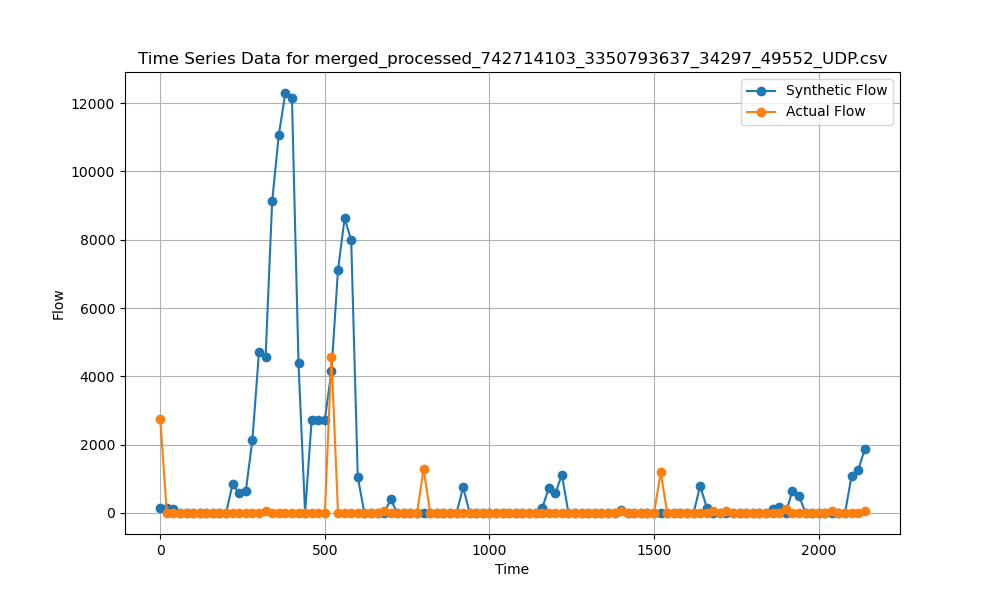 Time Series Data for merged_processed_742714103_3350793637_34297_49552_UDP.csv
Synthetic Flow
Actual Flow
12000
10000
8000
6000
4000
2000
0
Flow
0
500
1000
1500
2000
Time